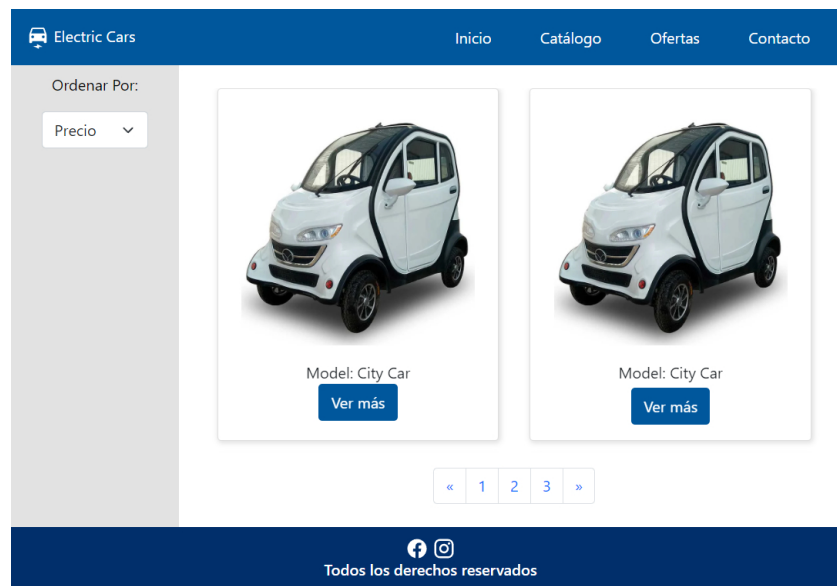 Electric Cars
Inicio Catálogo Ofertas Contacto
Ordenar Por:
Precio
Model: City Car
Ver más
Model: City Car
Ver más
« 1 2 3 »
Todos los derechos reservados